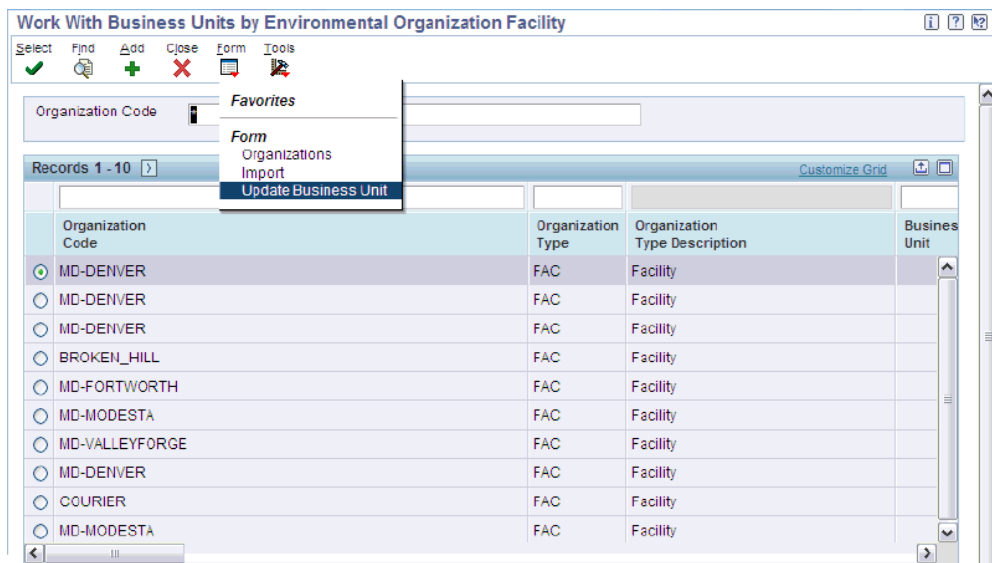 Work With Business Units by Environmental Organization Facility
Select Find Add Close Form Tools
Favorites
Organization Code *
Form
Organizations
Import
Update Business Unit
Records 1 - 10
Customize Grid
Organization Code Organization Type Organization Type Description Busines Unit
MD-DENVER FAC Facility
MD-DENVER FAC Facility
MD-DENVER FAC Facility
BROKEN_HILL FAC Facility
MD-FORTWORTH FAC Facility
MD-MODESTA FAC Facility
MD-VALLEYFORGE FAC Facility
MD-DENVER FAC Facility
COURIER FAC Facility
MD-MODESTA FAC Facility